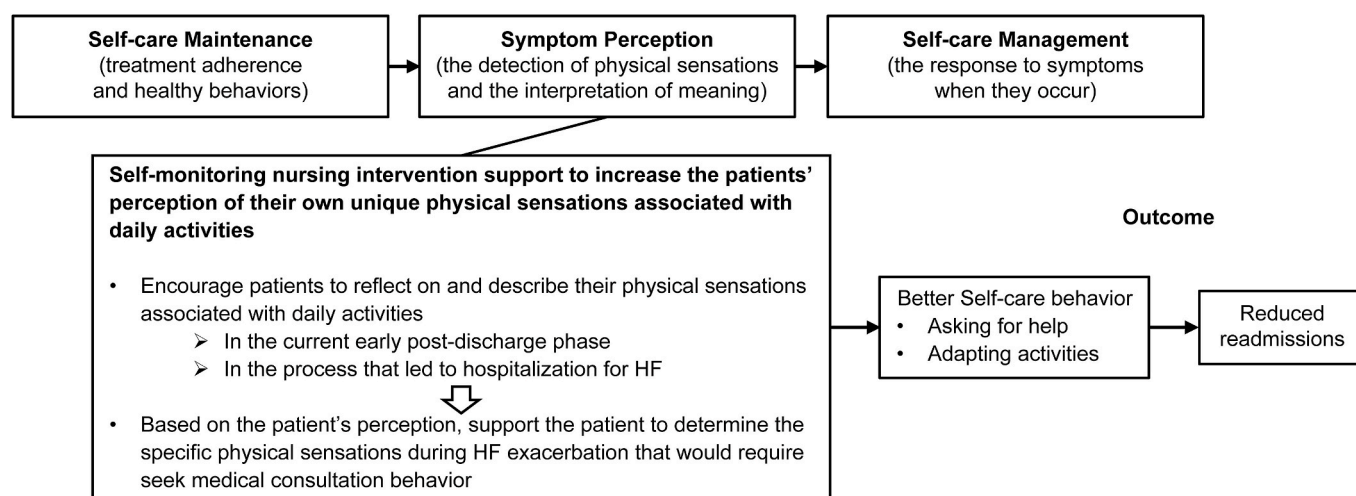 Self-care Maintenance
(treatment adherence
and healthy behaviors)
Symptom Perception
(the detection of physical sensations
and the interpretation of meaning)
Self-care Management
(the response to symptoms
when they occur)
Self-monitoring nursing intervention support to increase the patients’
perception of their own unique physical sensations associated with
daily activities
• Encourage patients to reflect on and describe their physical sensations
associated with daily activities
➢ In the current early post-discharge phase
➢ In the process that led to hospitalization for HF
• Based on the patient’s perception, support the patient to determine the
specific physical sensations during HF exacerbation that would require
seek medical consultation behavior
Outcome
Better Self-care behavior
• Asking for help
• Adapting activities
Reduced
readmissions